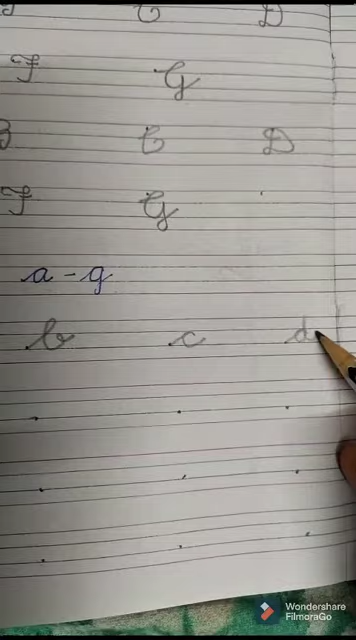 C D
F G
B C D
F G
a - g
b c d
Wondershare
FilmoraGo